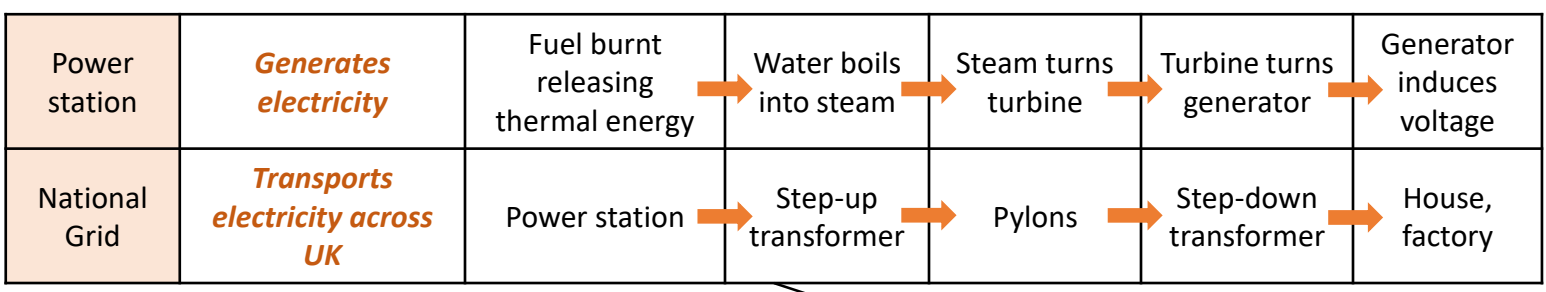 Power
station
Generates
electricity
Fuel burnt
releasing
thermal energy
Water boils
into steam
Steam turns
turbine
Turbine turns
generator
Generator
induces
voltage
National
Grid
Transports
electricity across
UK
Power station
Step-up
transformer
Pylons
Step-down
transformer
House,
factory